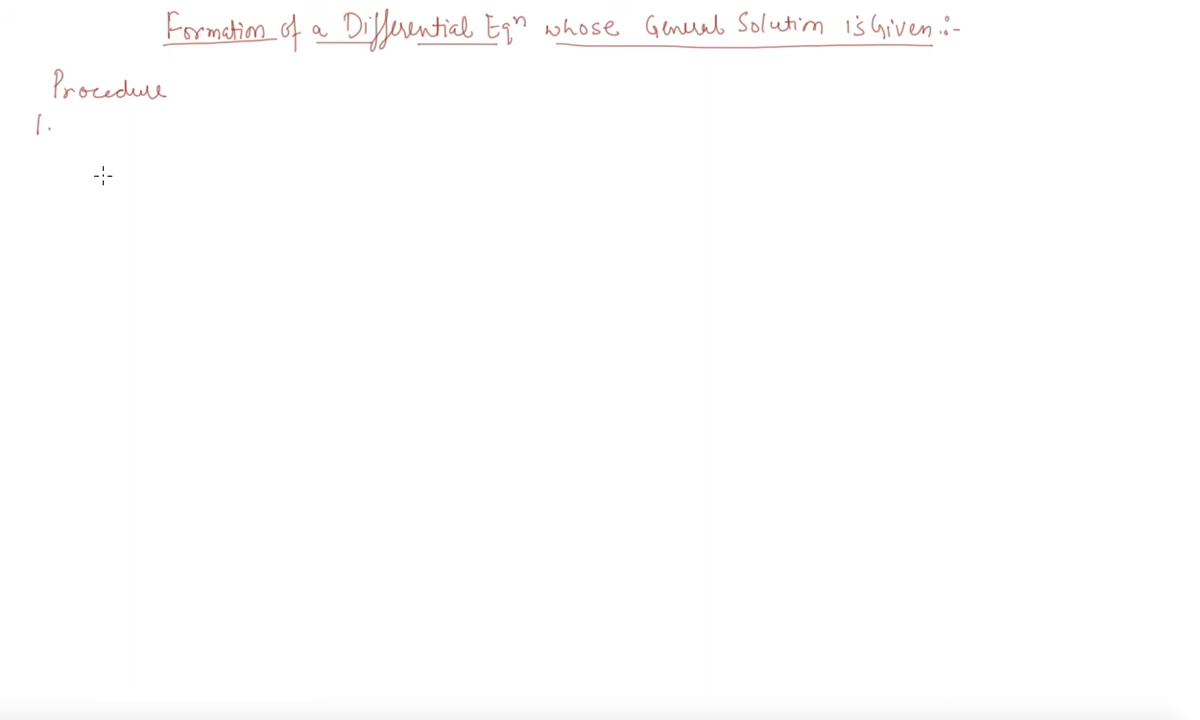 Formation of a Differential Eqⁿ whose General Solution is Given :-
Procedure
1.